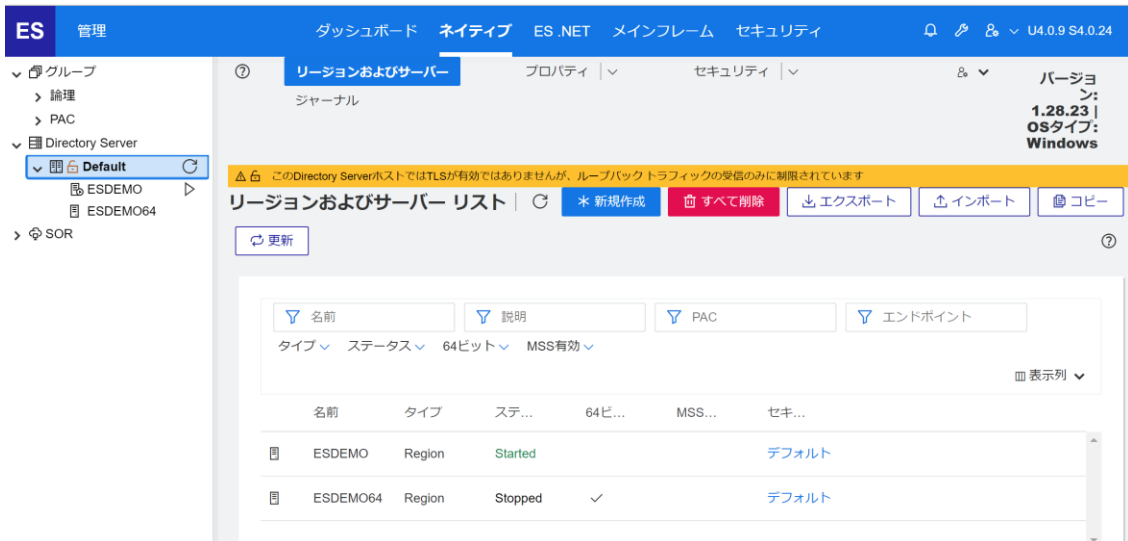 ES 管理 ダッシュボード ネイティブ ES .NET メインフレーム セキュリティ U4.0.9 S4.0.24
グループ
論理
PAC
Directory Server
Default
ESDEMO
ESDEMO64
SOR
リージョンおよびサーバー プロパティ セキュリティ
ジャーナル
バージョ
ン:
1.28.23 |
OSタイプ:
Windows
このDirectory ServerホストではTLSが有効ではありませんが、ループバック トラフィックの受信のみに制限されています
リージョンおよびサーバー リスト 新規作成 すべて削除 エクスポート インポート コピー
更新
名前 説明 PAC エンドポイント
タイプ ステータス 64ビット MSS有効
表示列
名前 タイプ ステ... 64ビ... MSS... セキ...
ESDEMO Region Started デフォルト
ESDEMO64 Region Stopped デフォルト